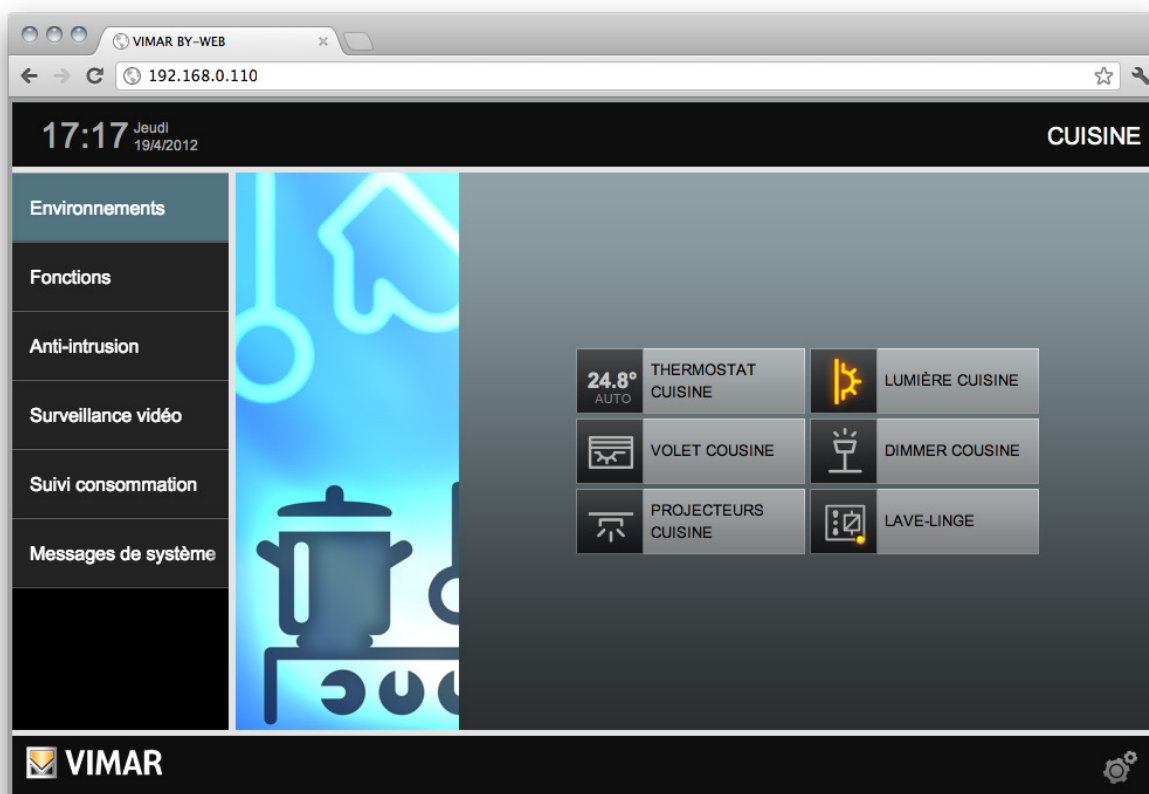 VIMAR BY-WEB
192.168.0.110
17:17
Jeudi
19/4/2012
CUISINE
Environnements
Fonctions
Anti-intrusion
Surveillance vidéo
Suivi consommation
Messages de système
24.8°
AUTO
THERMOSTAT
CUISINE
LUMIÈRE CUISINE
VOLET COUSINE
DIMMER COUSINE
PROJECTEURS
CUISINE
LAVE-LINGE
VIMAR